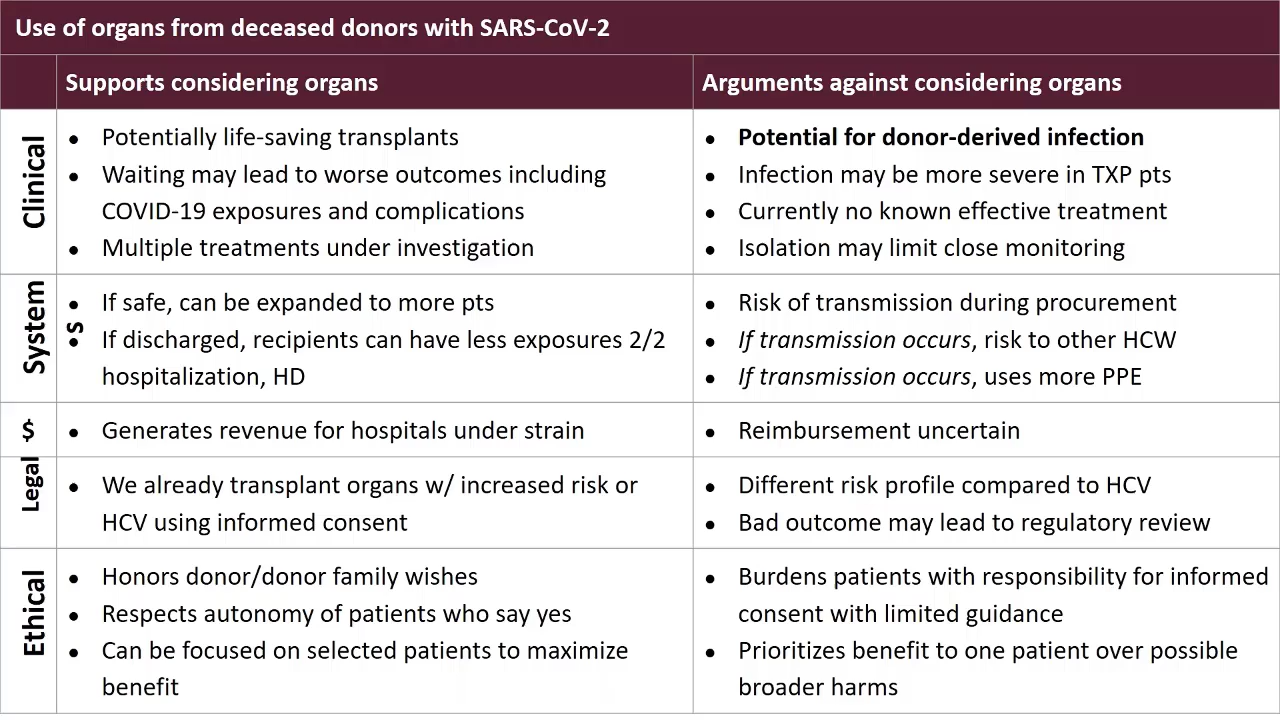 Use of organs from deceased donors with SARS-CoV-2
Supports considering organs
Arguments against considering organs
Clinical
• Potentially life-saving transplants
• Waiting may lead to worse outcomes including
COVID-19 exposures and complications
• Multiple treatments under investigation
• Potential for donor-derived infection
• Infection may be more severe in TXP pts
• Currently no known effective treatment
• Isolation may limit close monitoring
System
s
• If safe, can be expanded to more pts
• If discharged, recipients can have less exposures 2/2
hospitalization, HD
• Risk of transmission during procurement
• If transmission occurs, risk to other HCW
• If transmission occurs, uses more PPE
$
• Generates revenue for hospitals under strain
• Reimbursement uncertain
Legal
• We already transplant organs w/ increased risk or
HCV using informed consent
• Different risk profile compared to HCV
• Bad outcome may lead to regulatory review
Ethical
• Honors donor/donor family wishes
• Respects autonomy of patients who say yes
• Can be focused on selected patients to maximize
benefit
• Burdens patients with responsibility for informed
consent with limited guidance
• Prioritizes benefit to one patient over possible
broader harms